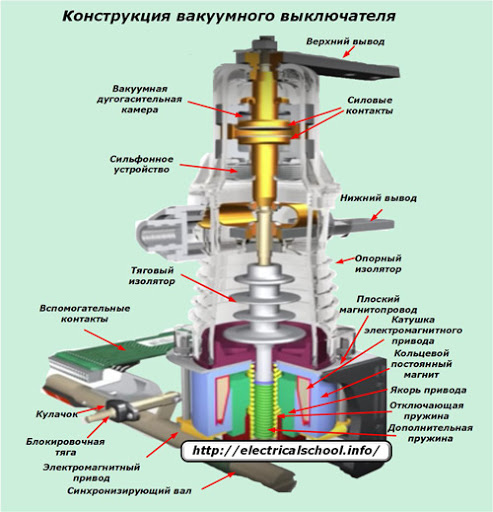 Конструкция вакуумного выключателя
Верхний вывод
Вакуумная
дугогасительная
камера
Силовые
контакты
Сильфонное
устройство
Нижний вывод
Тяговый
изолятор
Опорный
изолятор
Плоский
магнитопровод
Катушка
электромагнитного
привода
Вспомогательные
контакты
Кольцевой
постоянный
магнит
Якорь привода
Отключающая
пружина
Дополнительная
пружина
Кулачок
Блокировочная
тяга
Электромагнитный
привод
Синхронизирующий вал
http://electricalschool.info/